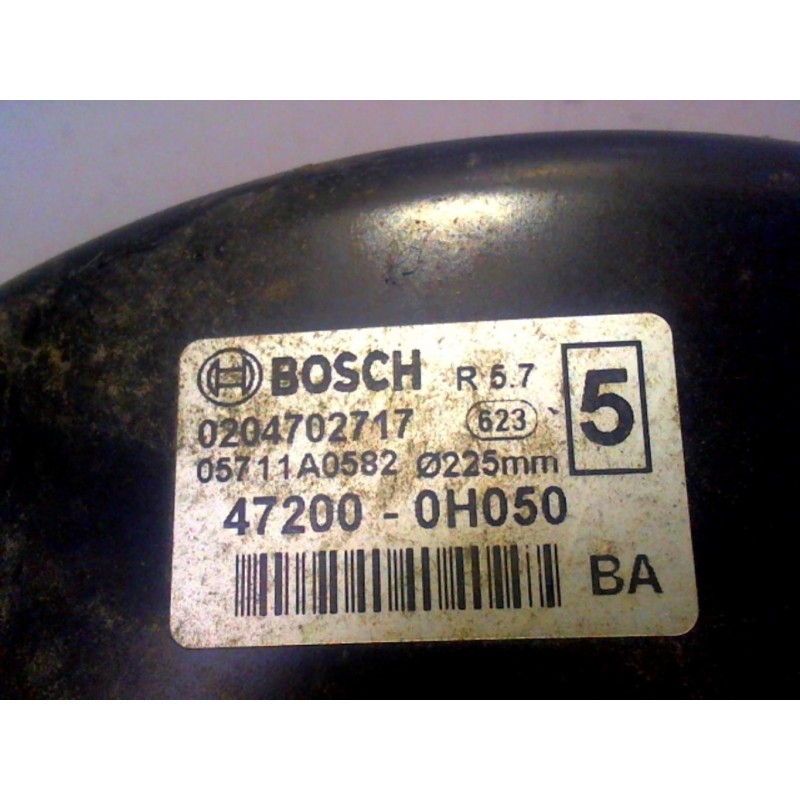 BOSCH R 5.7 5
0204702717 623
05711A0582 Ø225mm
47200 - 0H050
BA